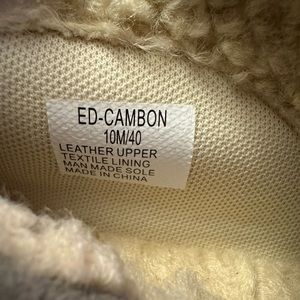 ED-CAMBON
10M/40
LEATHER UPPER
TEXTILE LINING
MAN MADE SOLE
MADE IN CHINA